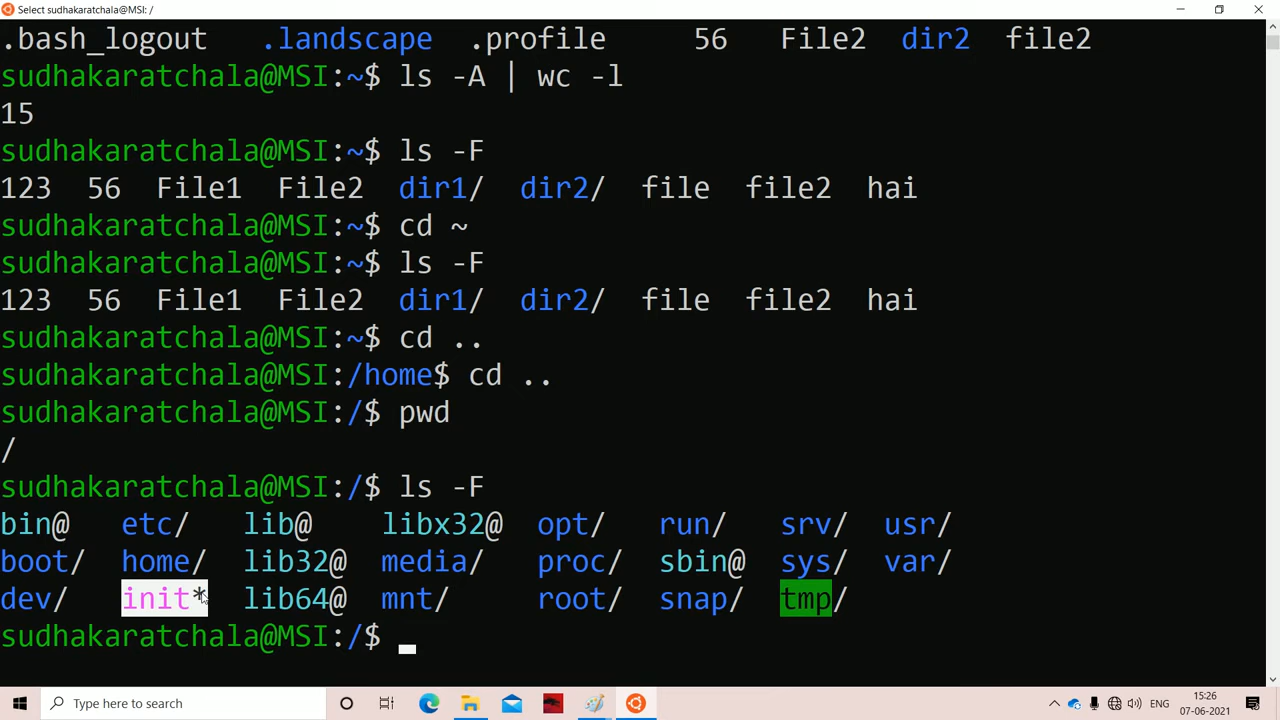 Select sudhakaratchala@MSI: /
.bash_logout .landscape .profile 56 File2 dir2 file2
sudhakaratchala@MSI:~$ ls -A | wc -l
15
sudhakaratchala@MSI:~$ ls -F
123 56 File1 File2 dir1/ dir2/ file file2 hai
sudhakaratchala@MSI:~$ cd ~
sudhakaratchala@MSI:~$ ls -F
123 56 File1 File2 dir1/ dir2/ file file2 hai
sudhakaratchala@MSI:~$ cd ..
sudhakaratchala@MSI:/home$ cd ..
sudhakaratchala@MSI:/$ pwd
/
sudhakaratchala@MSI:/$ ls -F
bin@ etc/ lib@ libx32@ opt/ run/ srv/ usr/
boot/ home/ lib32@ media/ proc/ sbin@ sys/ var/
dev/ init* lib64@ mnt/ root/ snap/ tmp/
sudhakaratchala@MSI:/$
Type here to search
ENG
15:26
07-06-2021